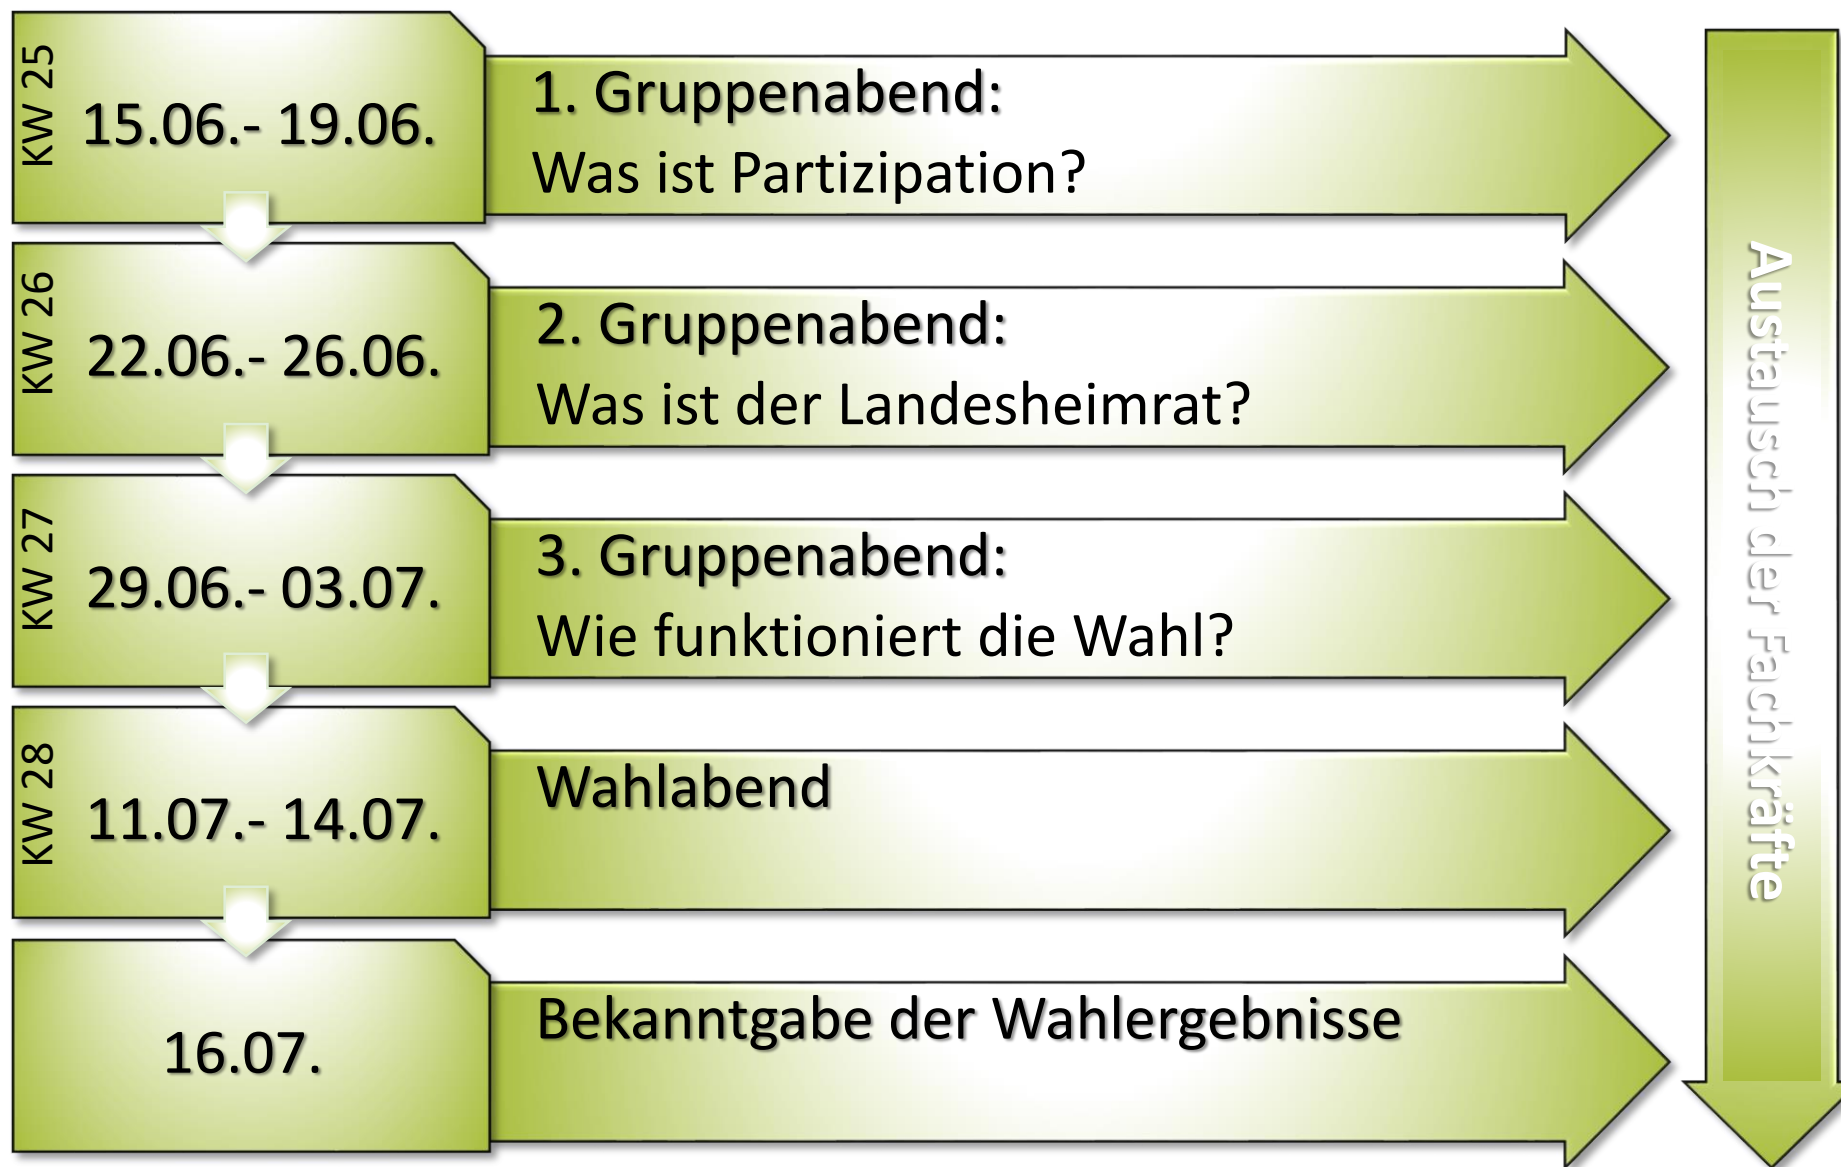 KW 25
15.06.- 19.06.
1. Gruppenabend:
Was ist Partizipation?
KW 26
22.06.- 26.06.
2. Gruppenabend:
Was ist der Landesheimrat?
KW 27
29.06.- 03.07.
3. Gruppenabend:
Wie funktioniert die Wahl?
KW 28
11.07.- 14.07.
Wahlabend
16.07.
Bekanntgabe der Wahlergebnisse
Austausch der Fachkräfte